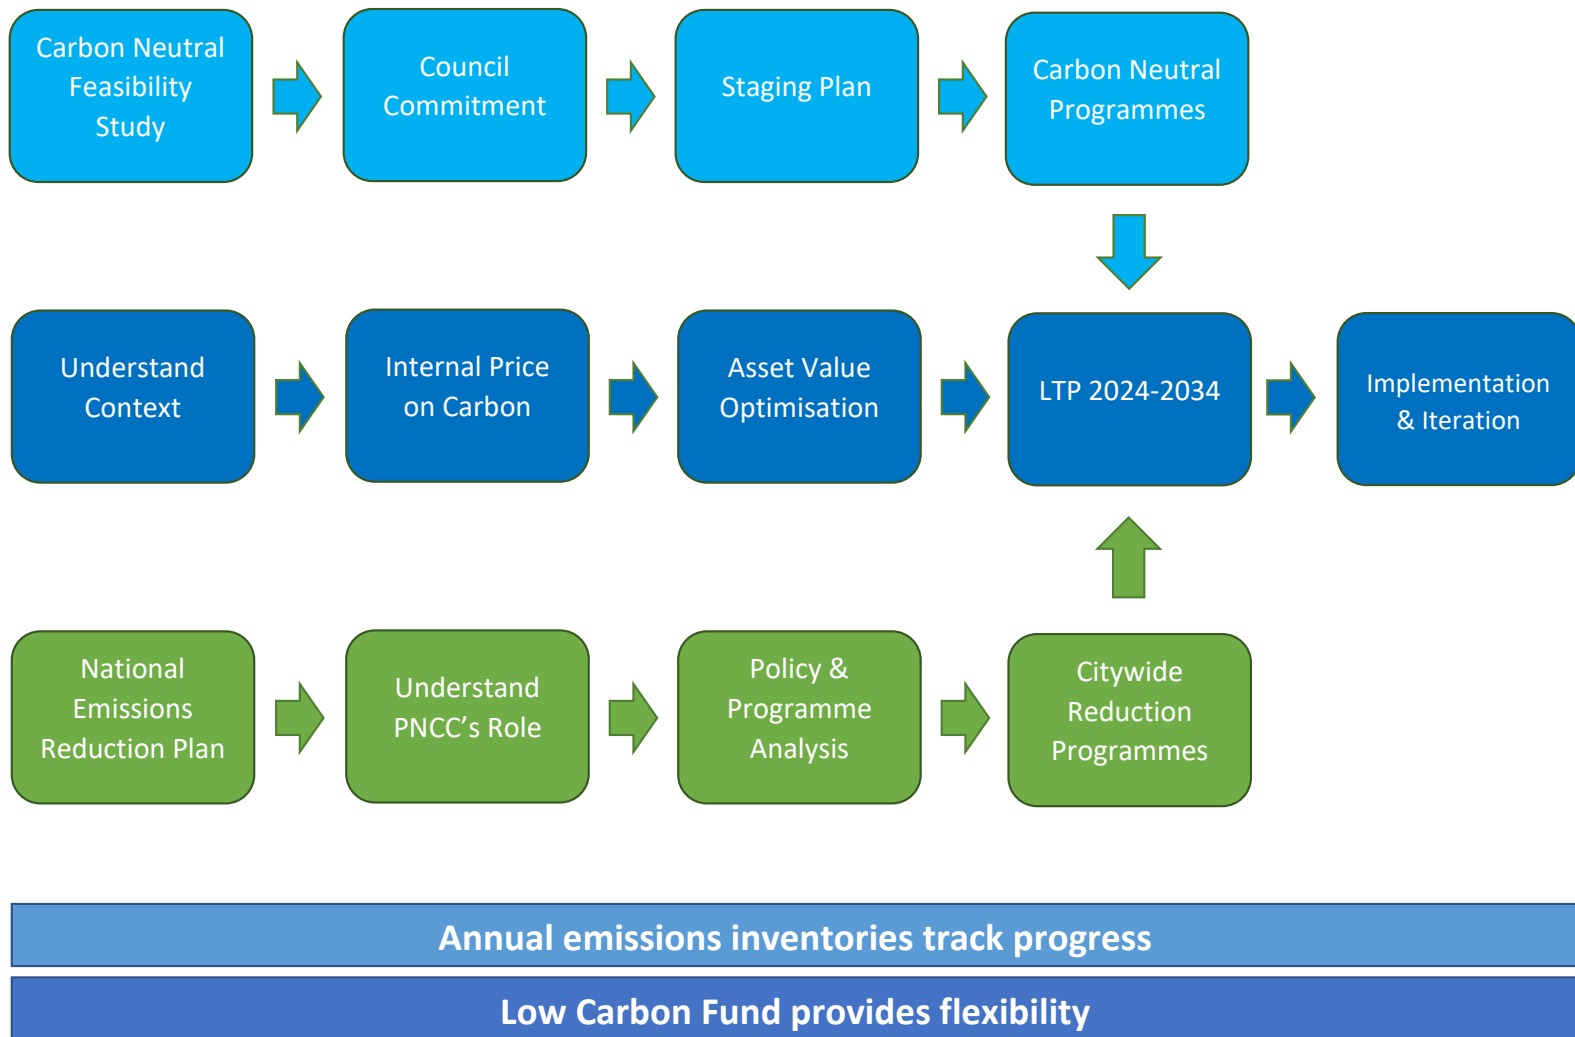 Carbon Neutral
Feasibility
Study
Council
Commitment
Staging Plan
Carbon Neutral
Programmes
Understand
Context
Internal Price
on Carbon
Asset Value
Optimisation
LTP 2024-2034
Implementation
& Iteration
National
Emissions
Reduction Plan
Understand
PNCC’s Role
Policy &
Programme
Analysis
Citywide
Reduction
Programmes
Annual emissions inventories track progress
Low Carbon Fund provides flexibility